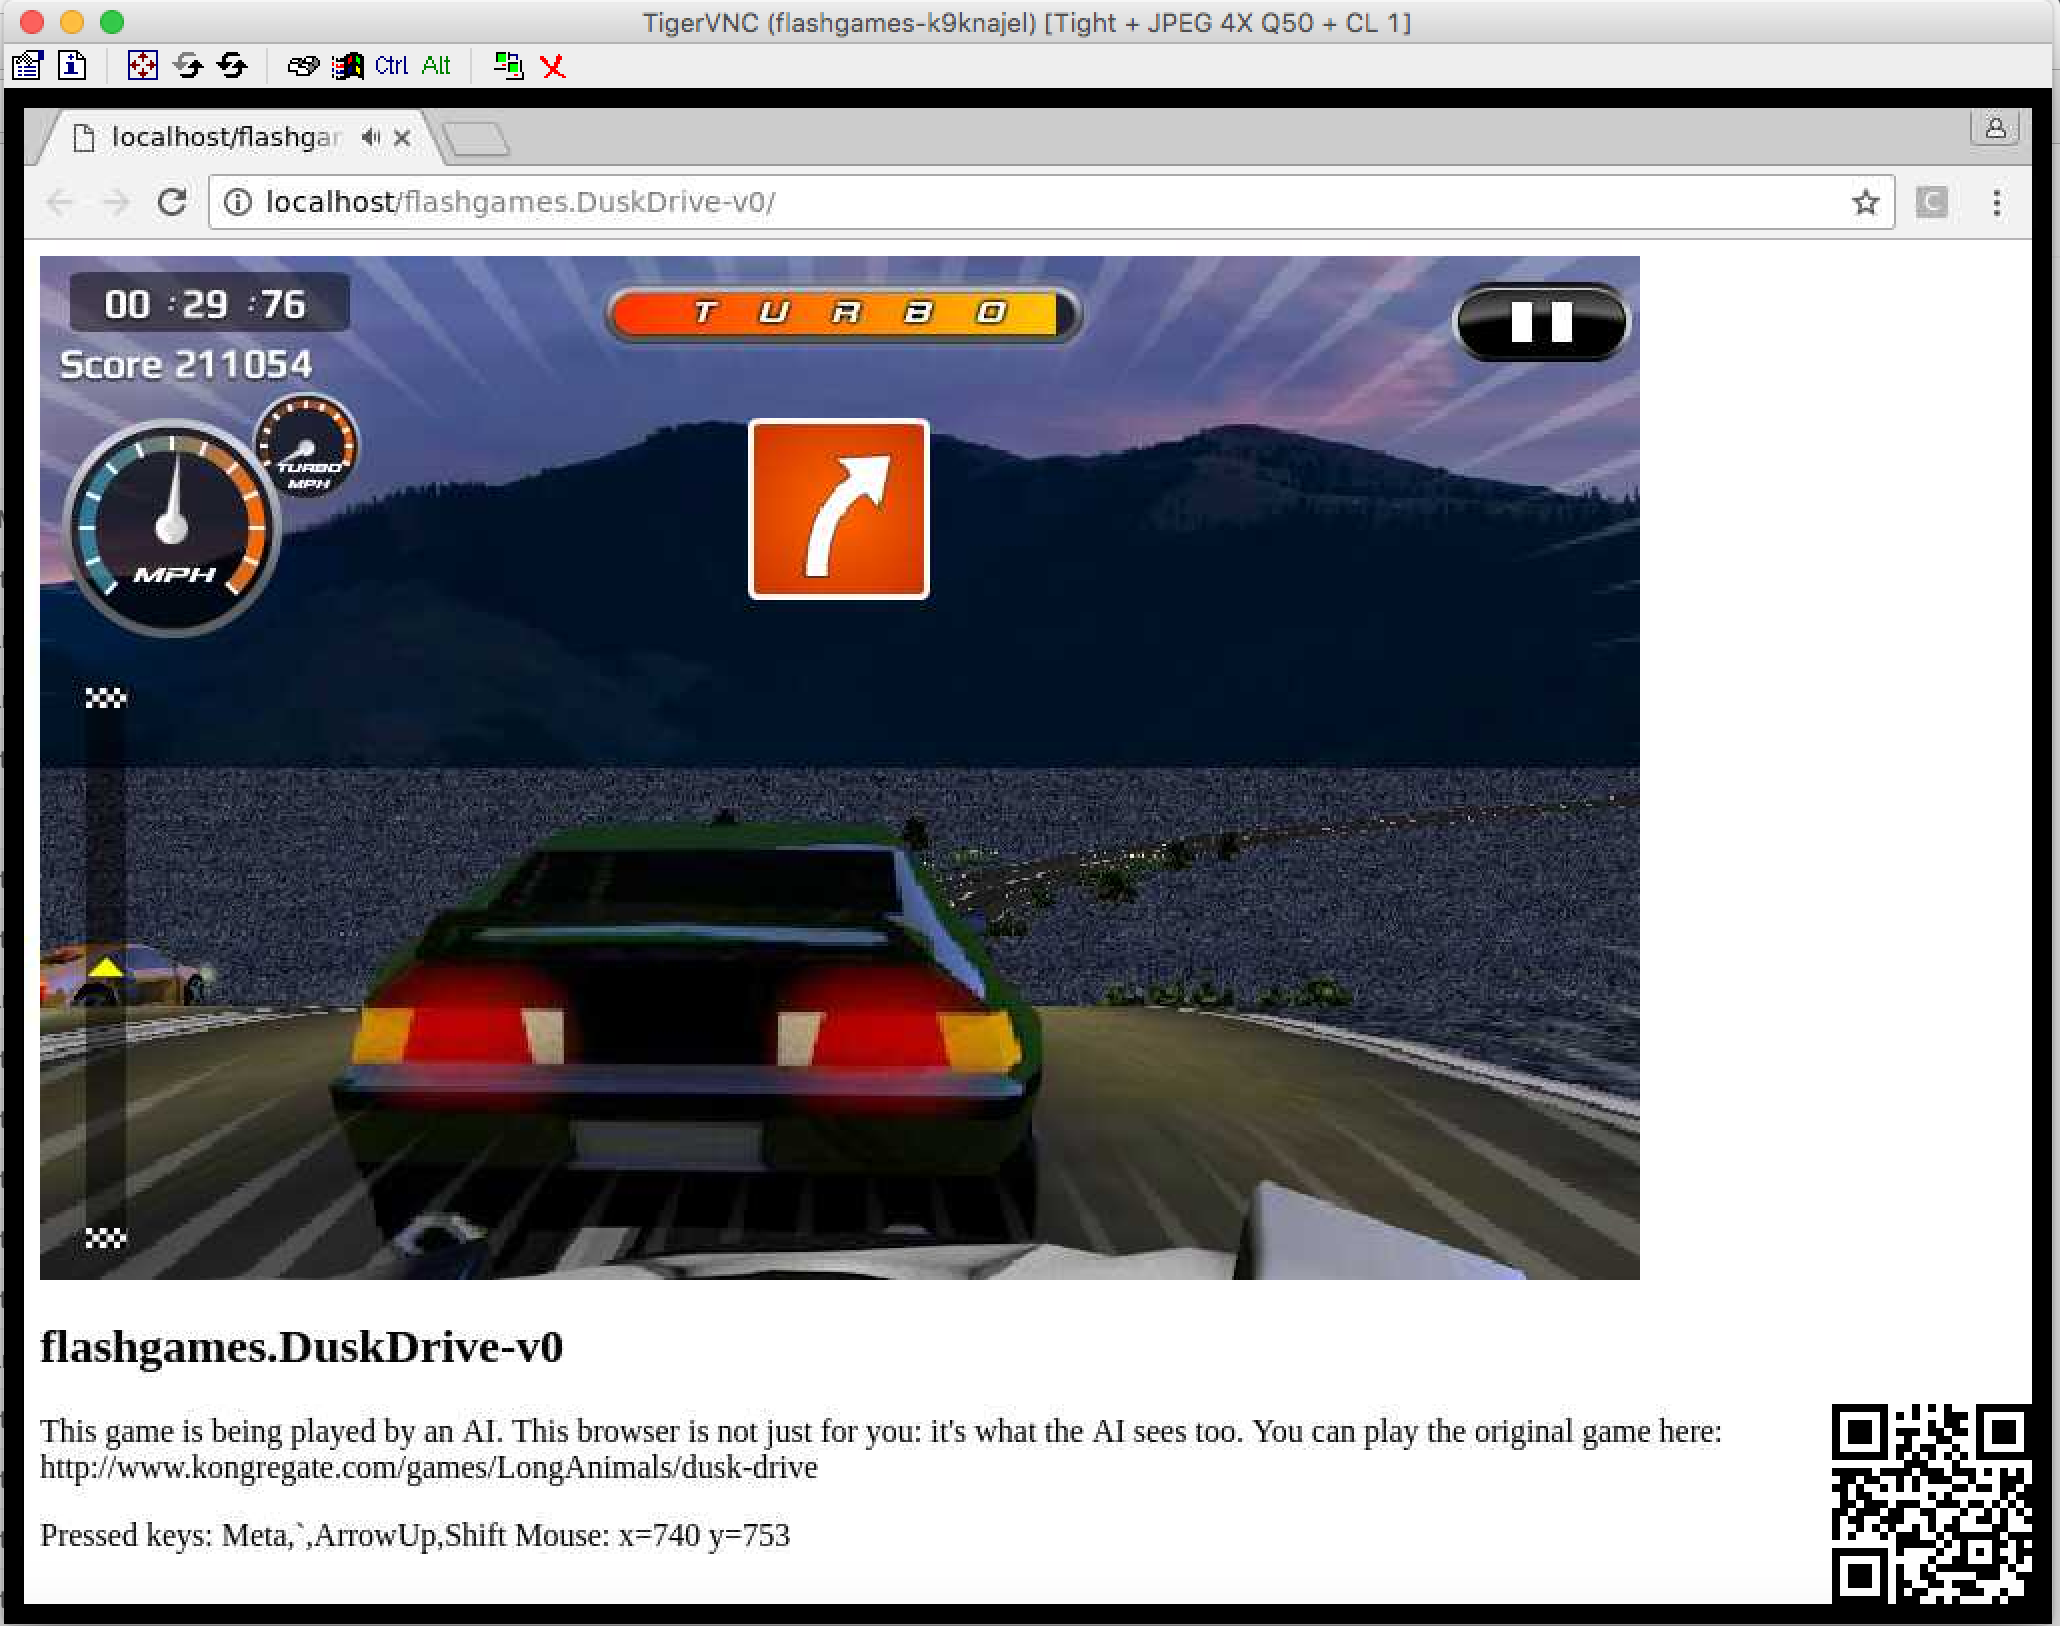 TigerVNC (flashgames-k9knajel) [Tight + JPEG 4X Q50 + CL 1]
Ctrl Alt
localhost/flashgar
localhost/flashgames.DuskDrive-v0/
00 :29 :76
TURBO
Score 211054
TURBO
MPH
MPH
flashgames.DuskDrive-v0
This game is being played by an AI. This browser is not just for you: it's what the AI sees too. You can play the original game here:
http://www.kongregate.com/games/LongAnimals/dusk-drive
Pressed keys: Meta,`,ArrowUp,Shift Mouse: x=740 y=753